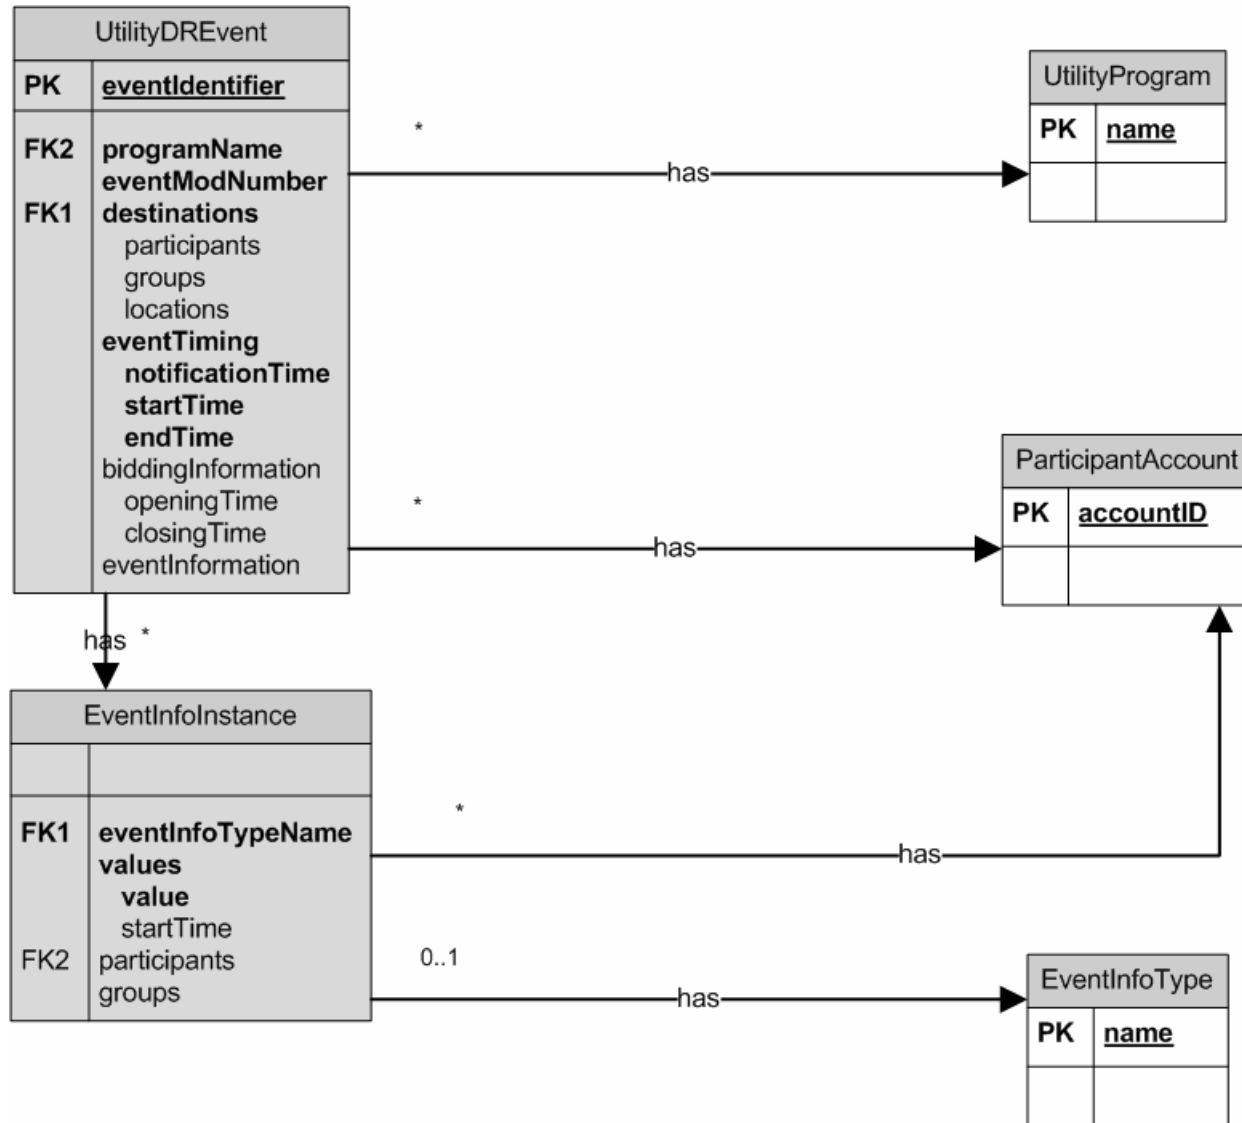 UtilityDREvent
PK eventIdentifier
FK2 programName
eventModNumber
FK1 destinations
participants
groups
locations
eventTiming
notificationTime
startTime
endTime
biddingInformation
openingTime
closingTime
eventInformation
*
has
UtilityProgram
PK name
*
has
ParticipantAccount
PK accountID
has *
EventInfoInstance
FK1 eventInfoTypeName
values
value
startTime
FK2 participants
groups
*
has
0..1
has
EventInfoType
PK name